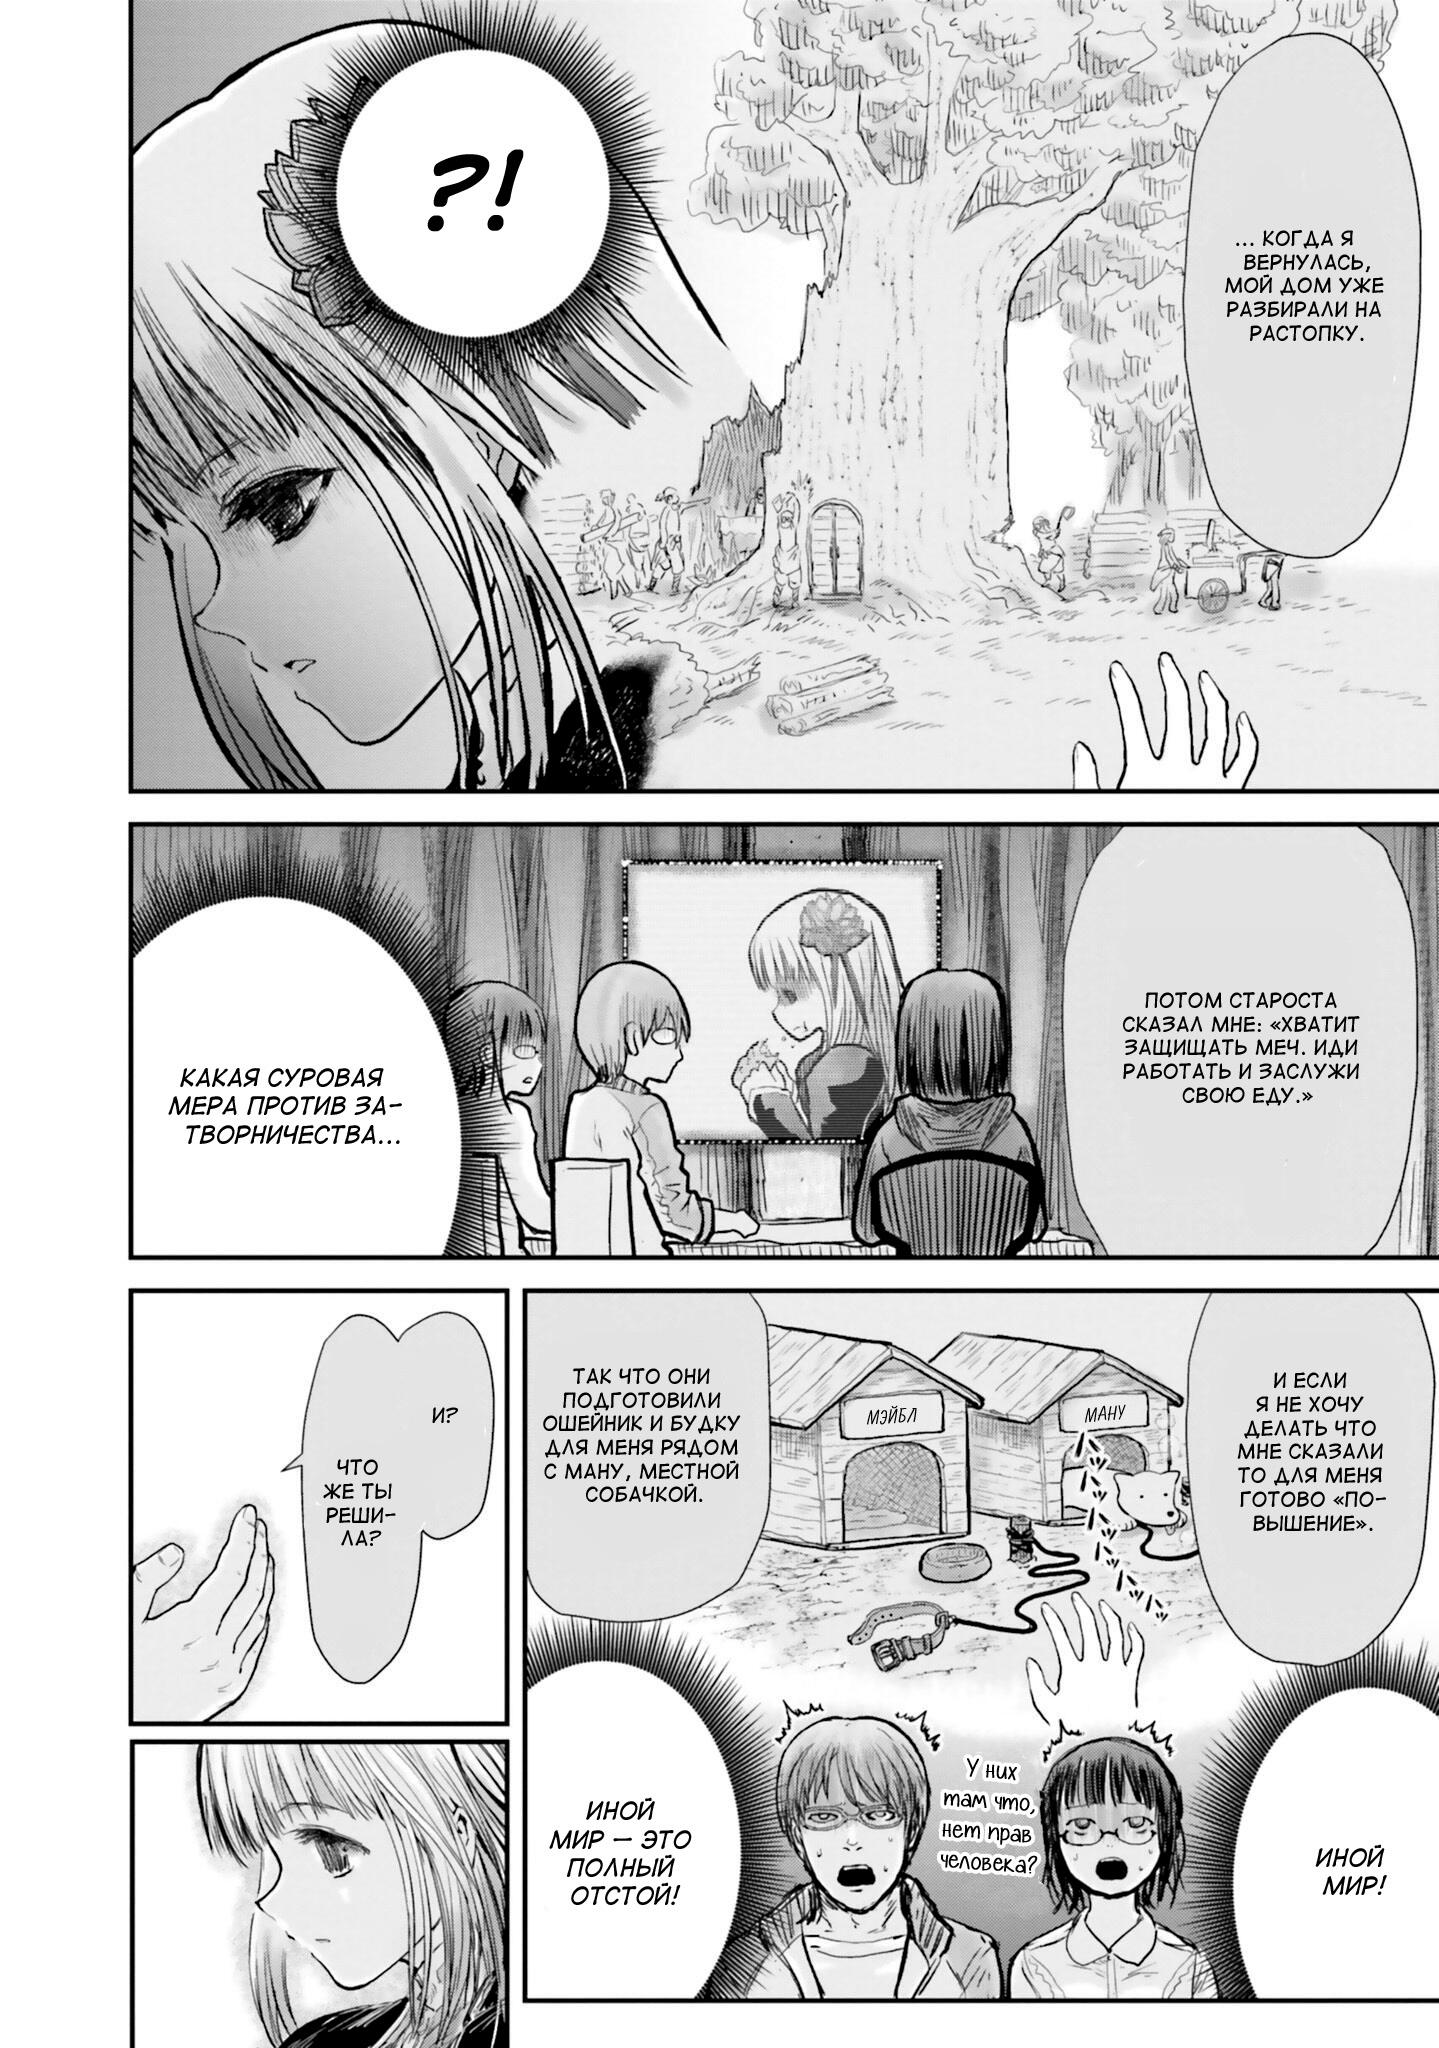 ... КОГДА Я
ВЕРНУЛАСЬ,
МОЙ ДОМ УЖЕ
РАЗБИРАЛИ НА
РАСТОПКУ.
?!
ПОТОМ СТАРОСТА
СКАЗАЛ МНЕ: «ХВАТИТ
ЗАЩИЩАТЬ МЕЧ. ИДИ
РАБОТАТЬ И ЗАСЛУЖИ
СВОЮ ЕДУ.»
КАКАЯ СУРОВАЯ
МЕРА ПРОТИВ ЗА-
ТВОРНИЧЕСТВА...
И ЕСЛИ
Я НЕ ХОЧУ
ДЕЛАТЬ ЧТО
МНЕ СКАЗАЛИ
ТО ДЛЯ МЕНЯ
ГОТОВО «ПО-
ВЫШЕНИЕ».
МАНУ
МЭЙБЛ
ТАК ЧТО ОНИ
ПОДГОТОВИЛИ
ОШЕЙНИК И БУДКУ
ДЛЯ МЕНЯ РЯДОМ
С МАНУ, МЕСТНОЙ
СОБАЧКОЙ.
ИНОЙ
МИР!
У них
там что,
нет прав
человека?
ИНОЙ
МИР – ЭТО
ПОЛНЫЙ
ОТСТОЙ!
И?
ЧТО
ЖЕ ТЫ
РЕШИ-
ЛА?